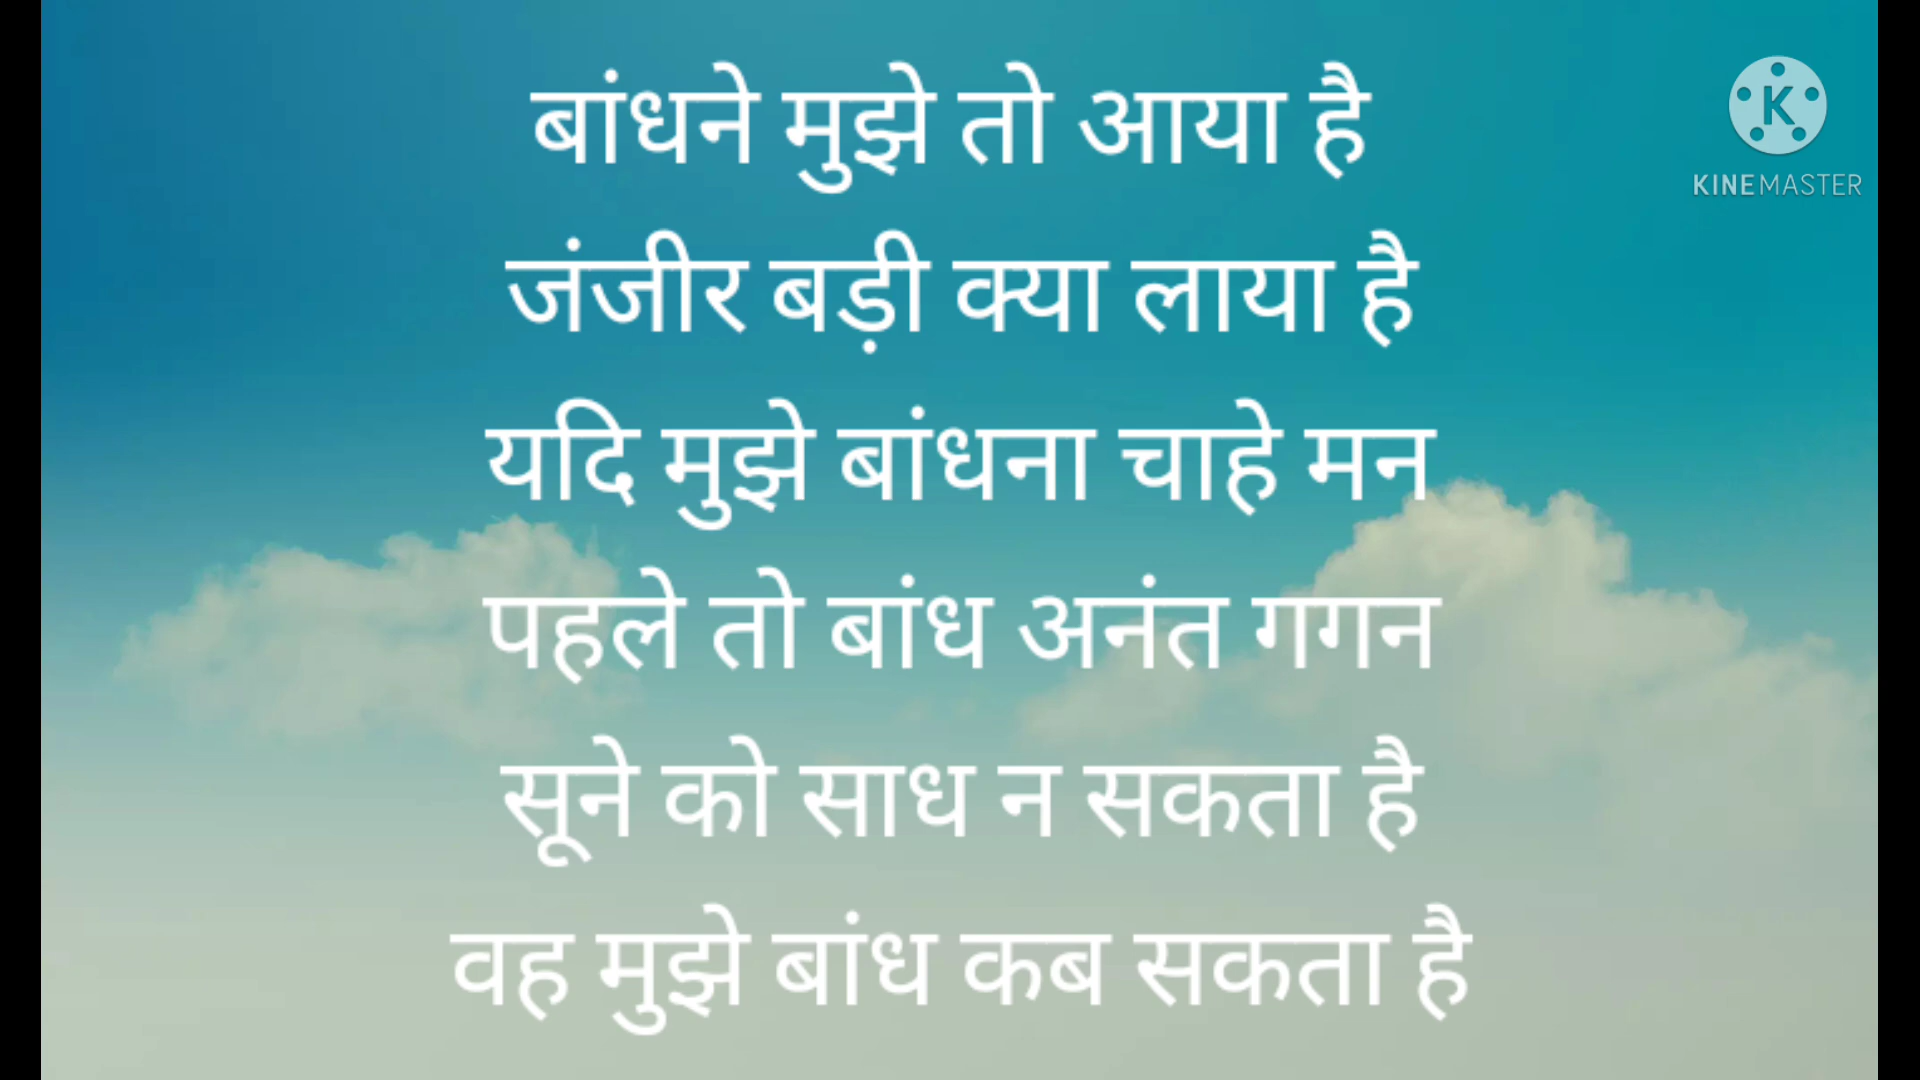 बांधने मुझे तो आया है
जंजीर बड़ी क्या लाया है
यदि मुझे बांधना चाहे मन
पहले तो बांध अनंत गगन
सूने को साध न सकता है
वह मुझे बांध कब सकता है
K
KINEMASTER